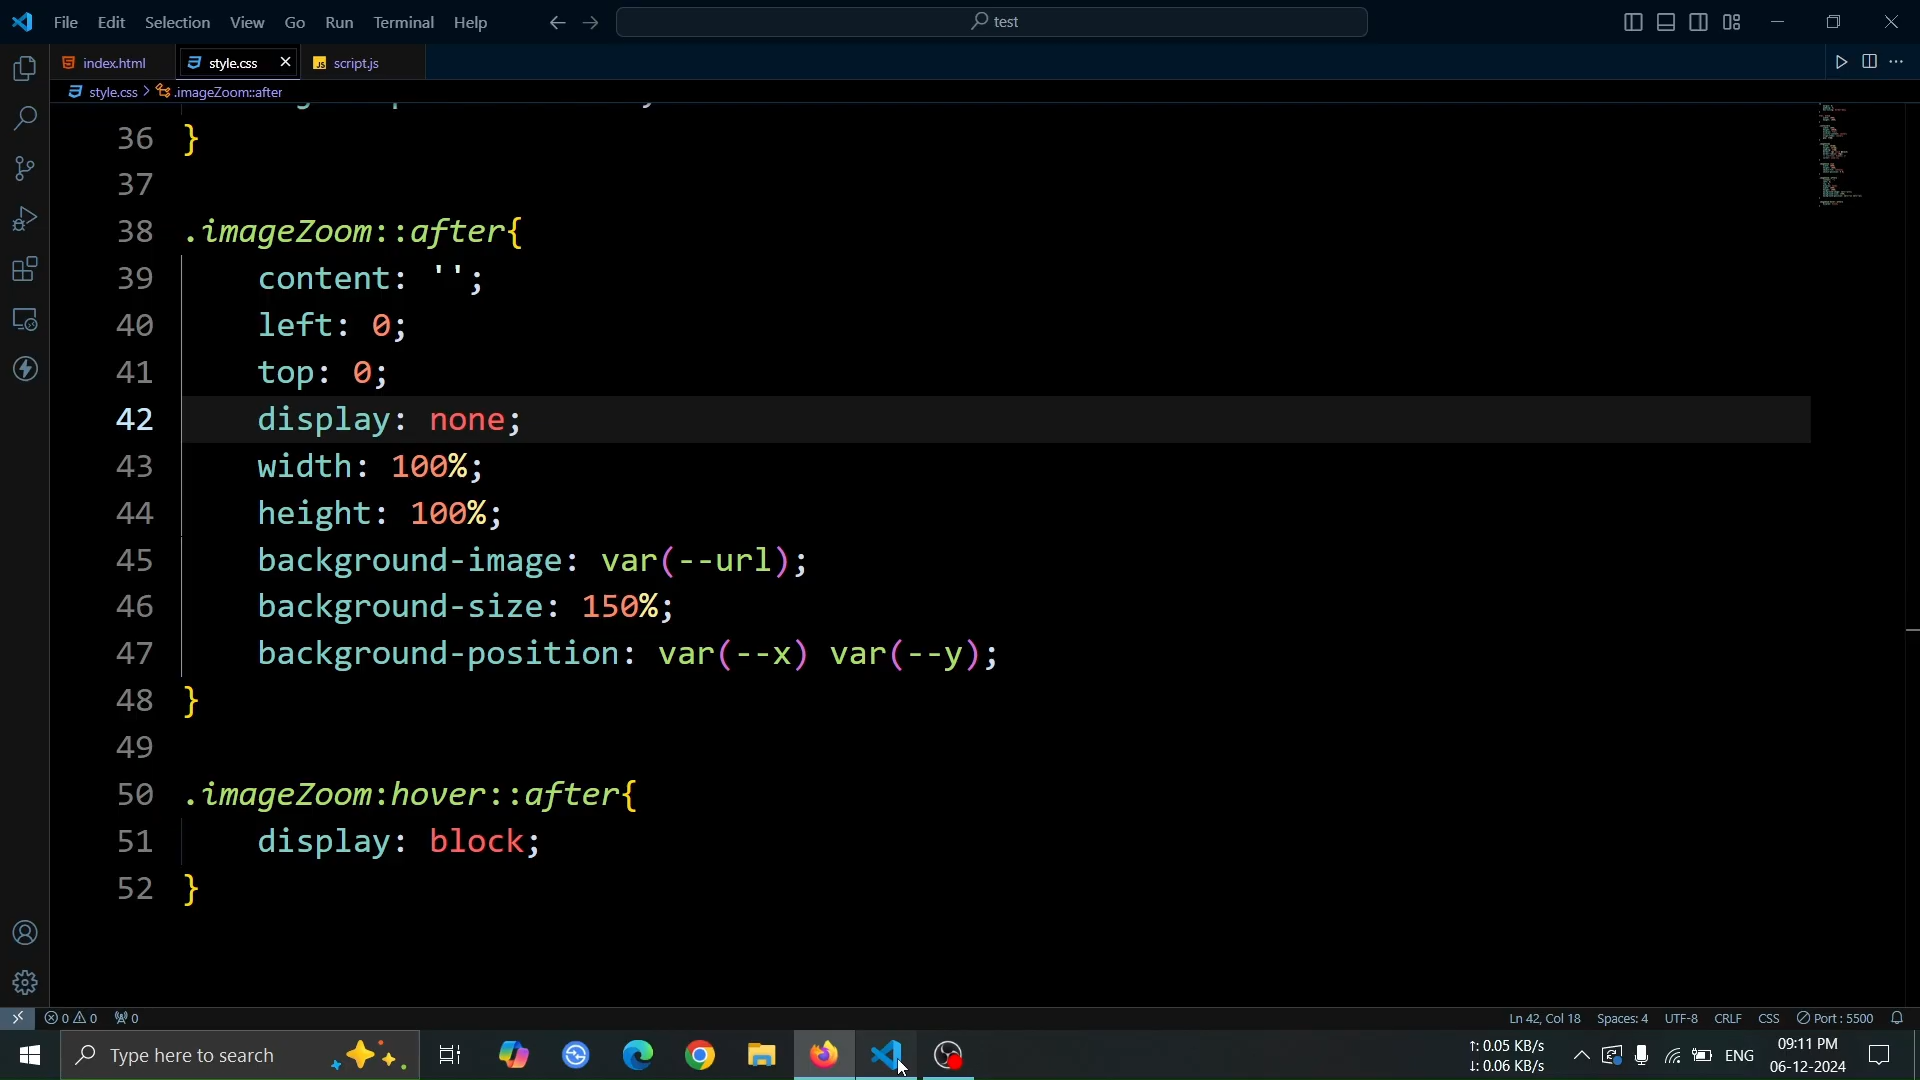 File Edit Selection View Go Run Terminal Help
test
index.html
style.css
script.js
style.css > .imageZoom::after
36 }
37
38 .imageZoom::after{
39 content: '';
40 left: 0;
41 top: 0;
42 display: none;
43 width: 100%;
44 height: 100%;
45 background-image: var(--url);
46 background-size: 150%;
47 background-position: var(--x) var(--y);
48 }
49
50 .imageZoom:hover::after{
51 display: block;
52 }
0 0 0
Ln 42, Col 18 Spaces: 4 UTF-8 CRLF CSS Port : 5500
Type here to search
↑: 0.05 KB/s
↓: 0.06 KB/s
ENG
09:11 PM
06-12-2024